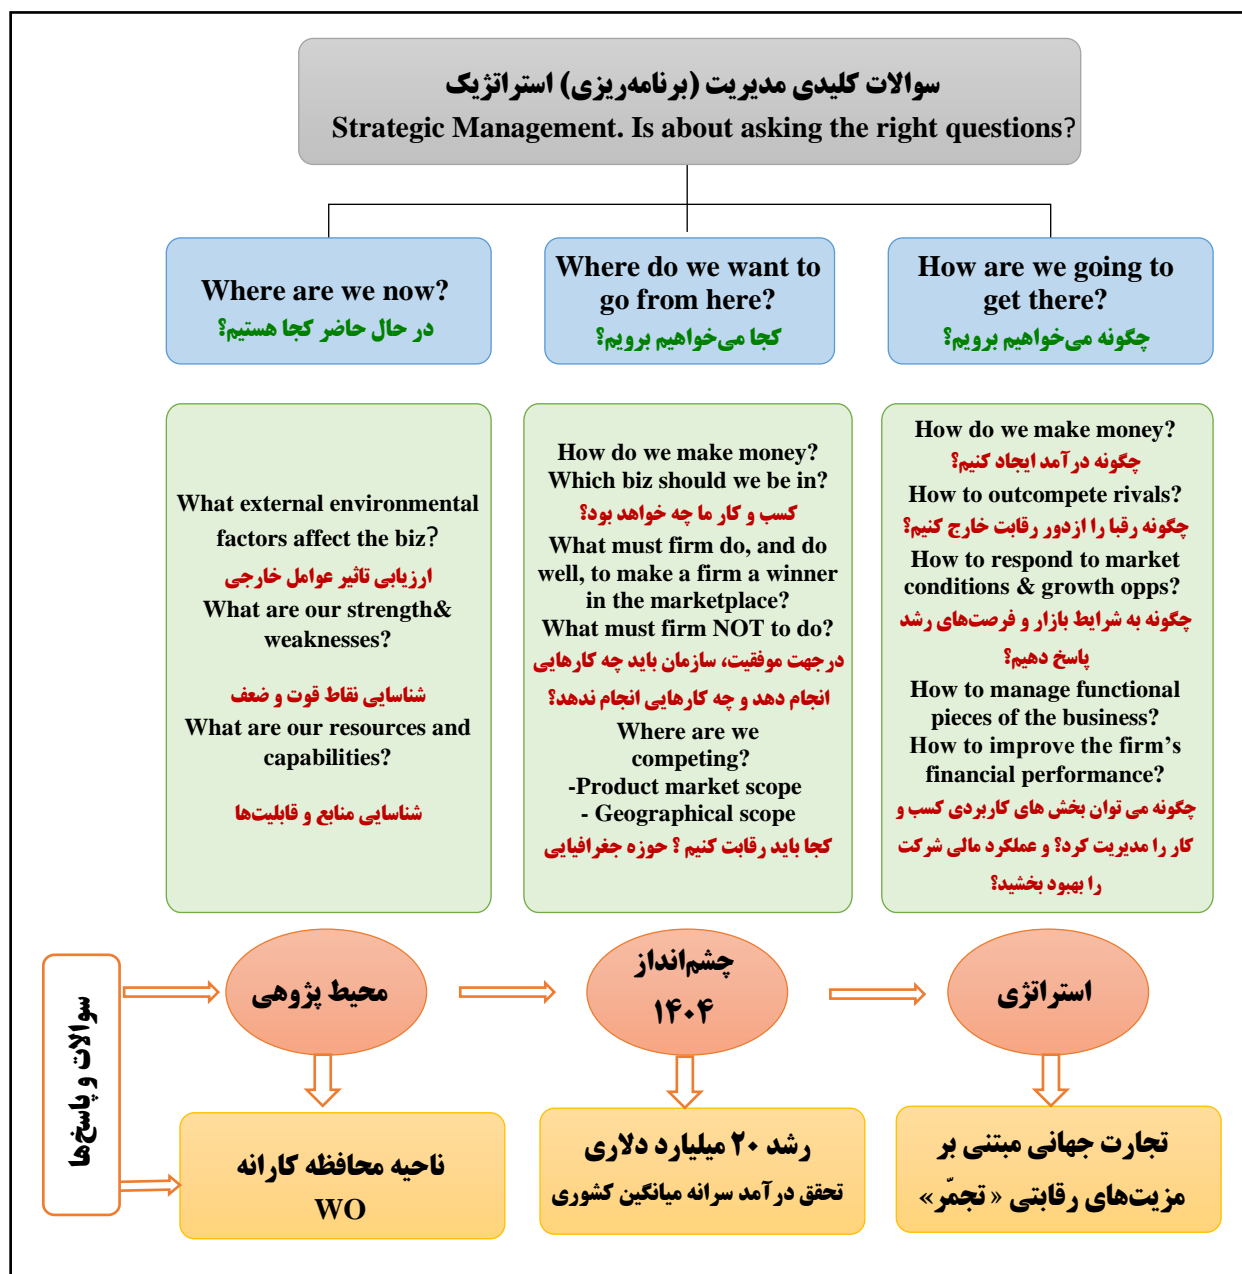 سوالات کلیدی مدیریت (برنامه‌ریزی) استراتژیک
Strategic Management. Is about asking the right questions?
Where are we now?
در حال حاضر کجا هستیم؟
Where do we want to
go from here?
کجا می‌خواهیم برویم؟
How are we going to
get there?
چگونه می‌خواهیم برویم؟
What external environmental
factors affect the biz?
ارزیابی تاثیر عوامل خارجی
What are our strength&
weaknesses?
شناسایی نقاط قوت و ضعف
What are our resources and
capabilities?
شناسایی منابع و قابلیت‌ها
How do we make money?
Which biz should we be in?
کسب و کار ما چه خواهد بود؟
What must firm do, and do
well, to make a firm a winner
in the marketplace?
What must firm NOT to do?
درجهت موفقیت، سازمان باید چه کارهایی
انجام دهد و چه کارهایی انجام ندهد؟
Where are we
competing?
-Product market scope
- Geographical scope
کجا باید رقابت کنیم ؟ حوزه جغرافیایی
How do we make money?
چگونه درآمد ایجاد کنیم؟
How to outcompete rivals?
چگونه رقبا را ازدور رقابت خارج کنیم؟
How to respond to market
conditions & growth opps?
چگونه به شرایط بازار و فرصت‌های رشد
پاسخ دهیم؟
How to manage functional
pieces of the business?
How to improve the firm’s
financial performance?
چگونه می توان بخش های کاربردی کسب و
کار را مدیریت کرد؟ و عملکرد مالی شرکت
را بهبود بخشید؟
سوالات و پاسخ‌ها
محیط پژوهی
چشم‌انداز
۱۴۰۴
استراتژی
ناحیه محافظه کارانه
WO
رشد ۲۰ میلیارد دلاری
تحقق درآمد سرانه میانگین کشوری
تجارت جهانی مبتنی بر
مزیت‌های رقابتی « تجمّر»